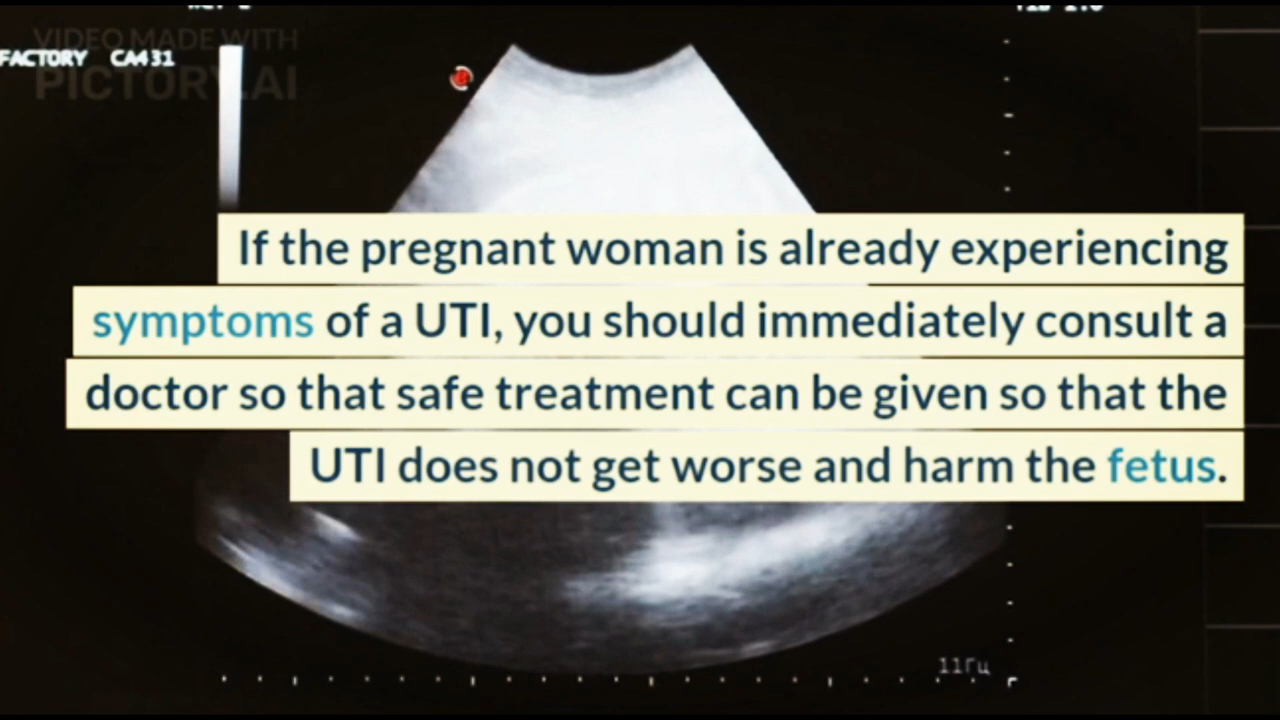 VIDEO MADE WITH
FACTORY CA431
PICTORY.AI
If the pregnant woman is already experiencing
symptoms of a UTI, you should immediately consult a
doctor so that safe treatment can be given so that the
UTI does not get worse and harm the fetus.
11Гц